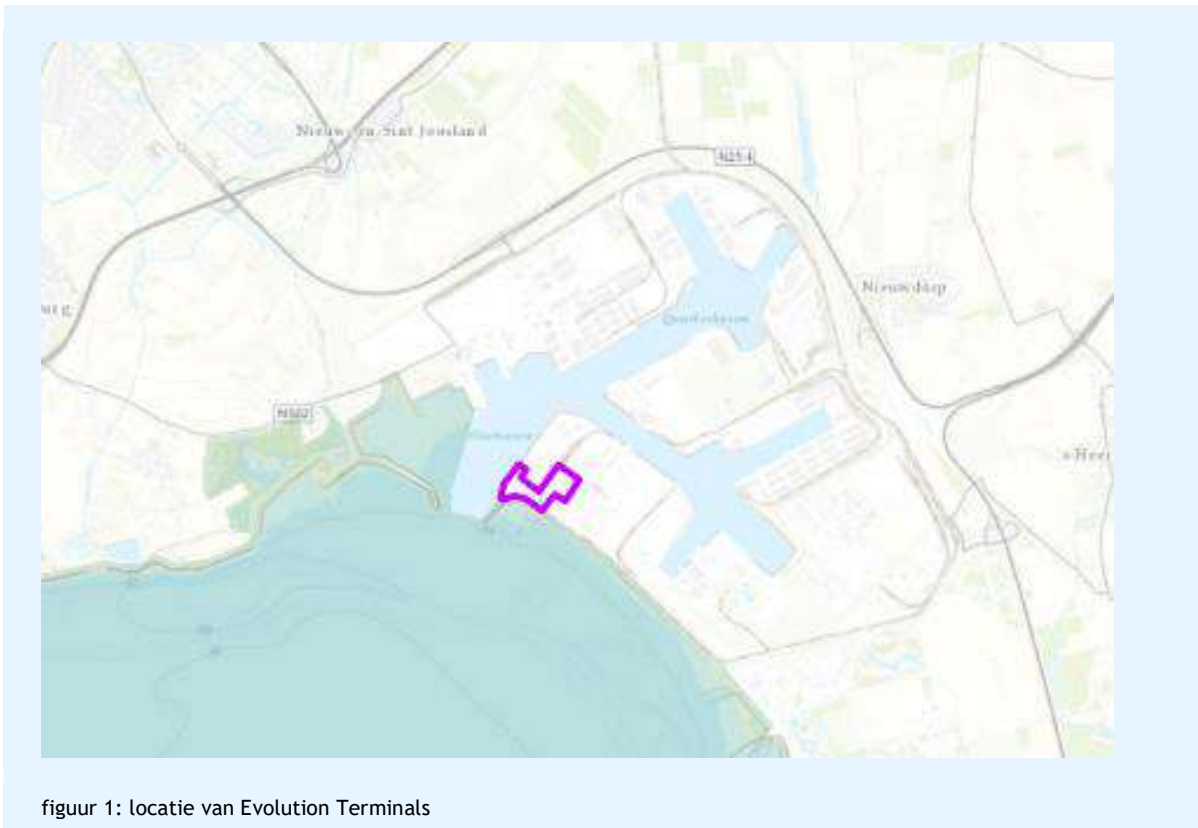 Nieuw- en Sint Joosland
N254
Nieuwdorp
N662
figuur 1: locatie van Evolution Terminals